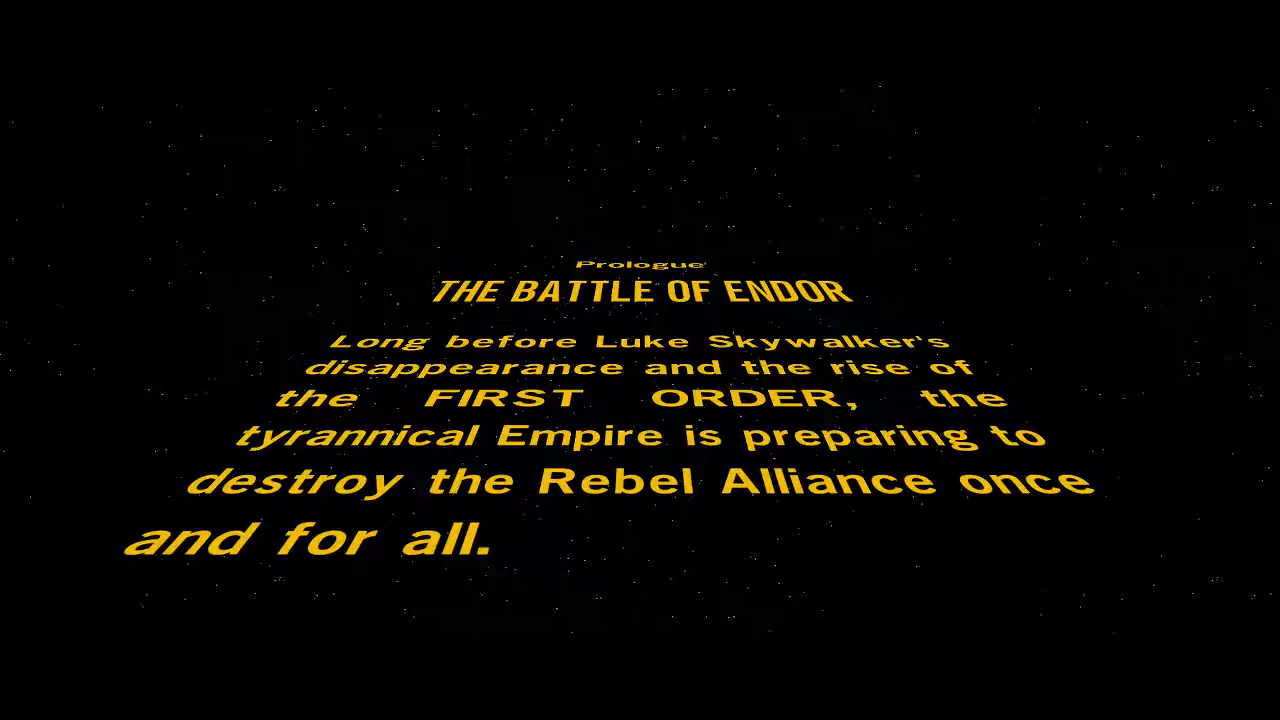 Prologue
THE BATTLE OF ENDOR
Long before Luke Skywalker's
disappearance and the rise of
the FIRST ORDER, the
tyrannical Empire is preparing to
destroy the Rebel Alliance once
and for all.